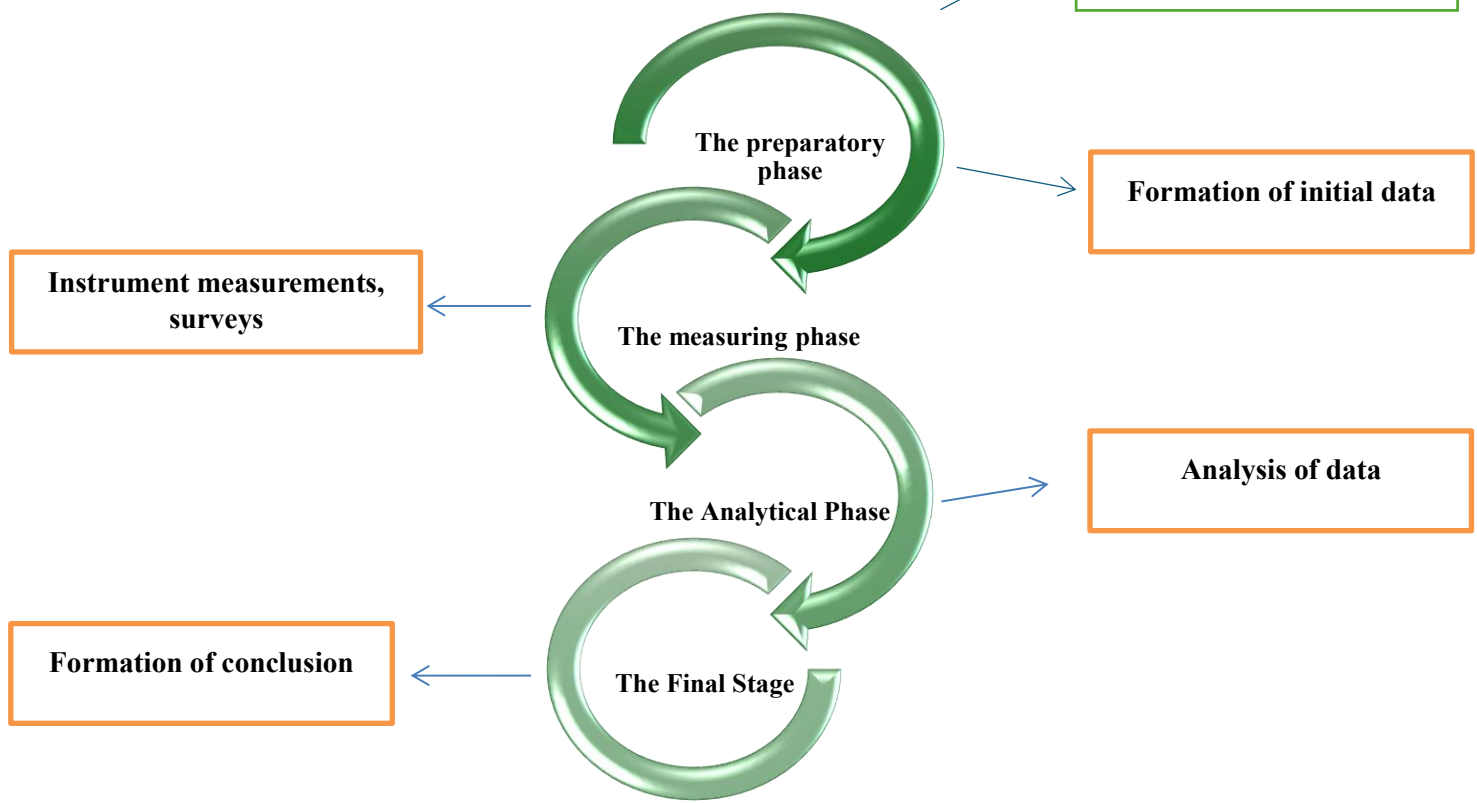 The preparatory
phase
Formation of initial data
Instrument measurements,
surveys
The measuring phase
Analysis of data
The Analytical Phase
Formation of conclusion
The Final Stage